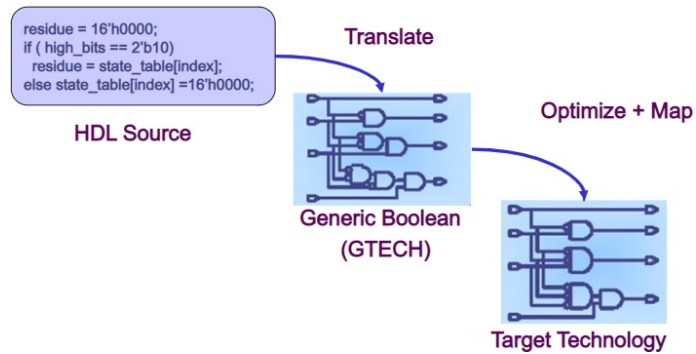 residue = 16'h0000;
if ( high_bits == 2'b10)
residue = state_table[index];
else state_table[index] =16'h0000;
Translate
HDL Source
Optimize + Map
Generic Boolean
(GTECH)
Target Technology